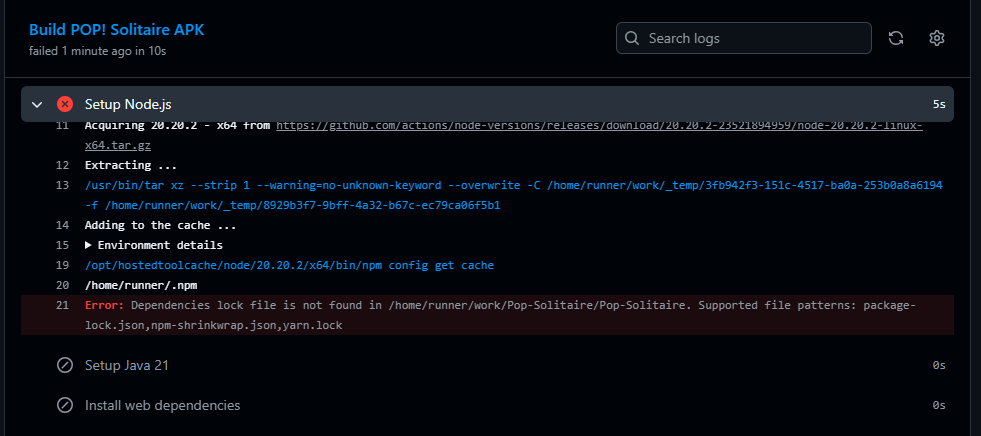 Build POP! Solitaire APK
failed 1 minute ago in 10s
Search logs
Setup Node.js
5s
11 Acquiring 20.20.2 - x64 from https://github.com/actions/node-versions/releases/download/20.20.2-23521894959/node-20.20.2-linux-
x64.tar.gz
12 Extracting ...
13 /usr/bin/tar xz --strip 1 --warning=no-unknown-keyword --overwrite -C /home/runner/work/_temp/3fb942f3-151c-4517-ba0a-253b0a8a6194
-f /home/runner/work/_temp/8929b3f7-9bff-4a32-b67c-ec79ca06f5b1
14 Adding to the cache ...
15 Environment details
19 /opt/hostedtoolcache/node/20.20.2/x64/bin/npm config get cache
20 /home/runner/.npm
21 Error: Dependencies lock file is not found in /home/runner/work/Pop-Solitaire/Pop-Solitaire. Supported file patterns: package-
lock.json,npm-shrinkwrap.json,yarn.lock
Setup Java 21
0s
Install web dependencies
0s